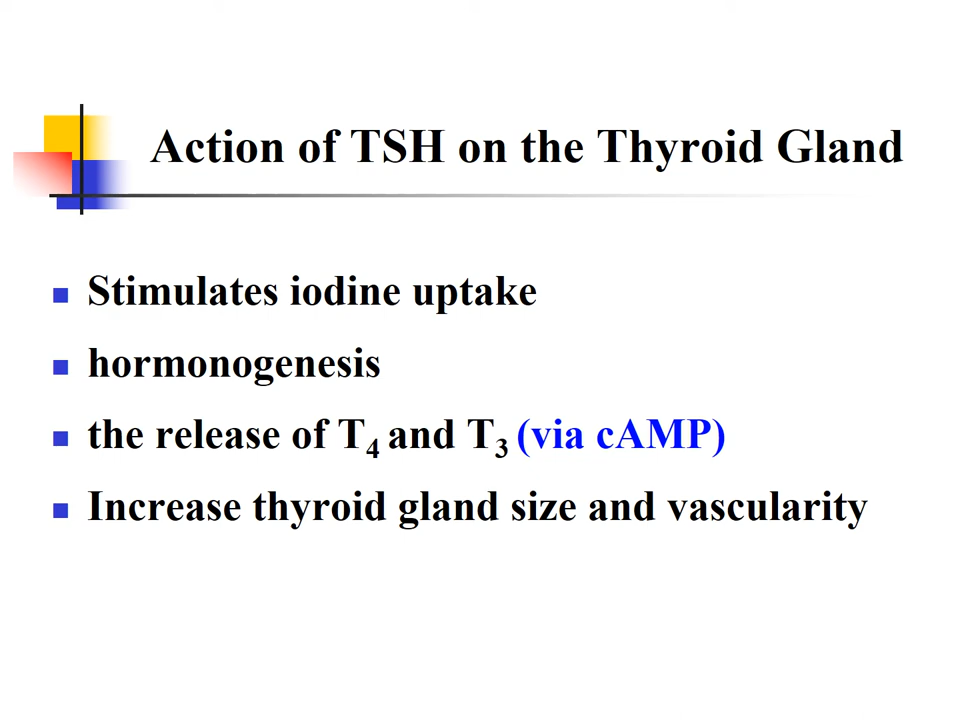 Action of TSH on the Thyroid Gland
Stimulates iodine uptake
hormonogenesis
the release of T₄ and T₃ (via cAMP)
Increase thyroid gland size and vascularity